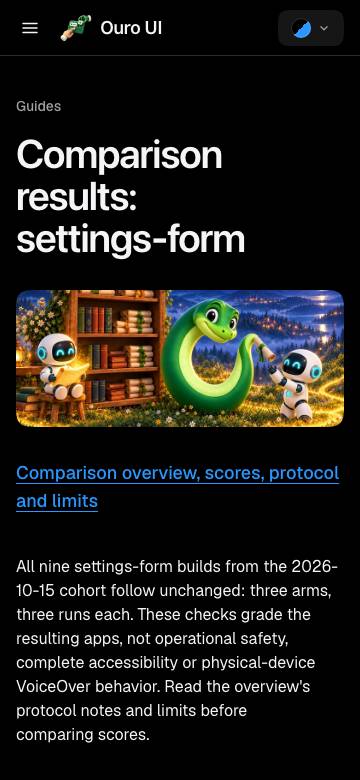 Ouro UI
Guides
Comparison
results:
settings-form
Comparison overview, scores, protocol
and limits
All nine settings-form builds from the 2026-
10-15 cohort follow unchanged: three arms,
three runs each. These checks grade the
resulting apps, not operational safety,
complete accessibility or physical-device
VoiceOver behavior. Read the overview's
protocol notes and limits before
comparing scores.